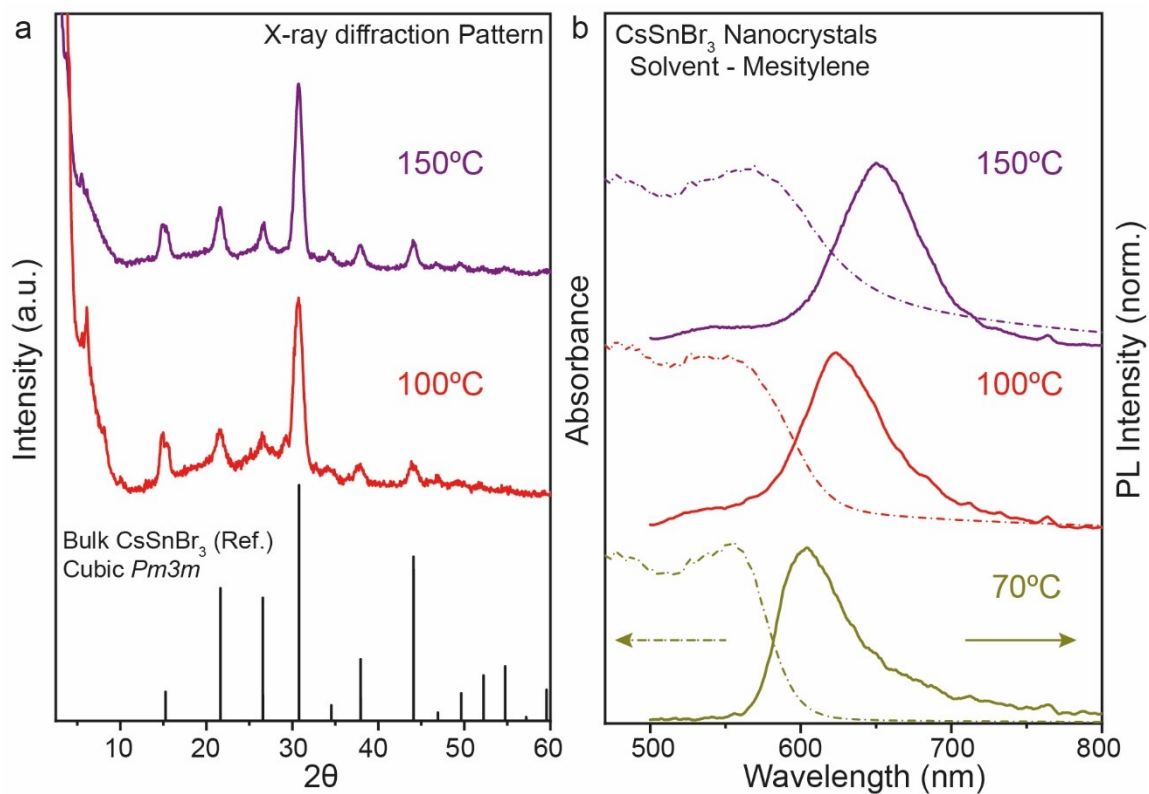 a
X-ray diffraction Pattern
150ºC
100ºC
Bulk CsSnBr₃ (Ref.)
Cubic Pm3m
Intensity (a.u.)
10 20 30 40 50 60
2θ
b
CsSnBr₃ Nanocrystals
Solvent - Mesitylene
150ºC
100ºC
70ºC
Absorbance
PL Intensity (norm.)
500 600 700 800
Wavelength (nm)